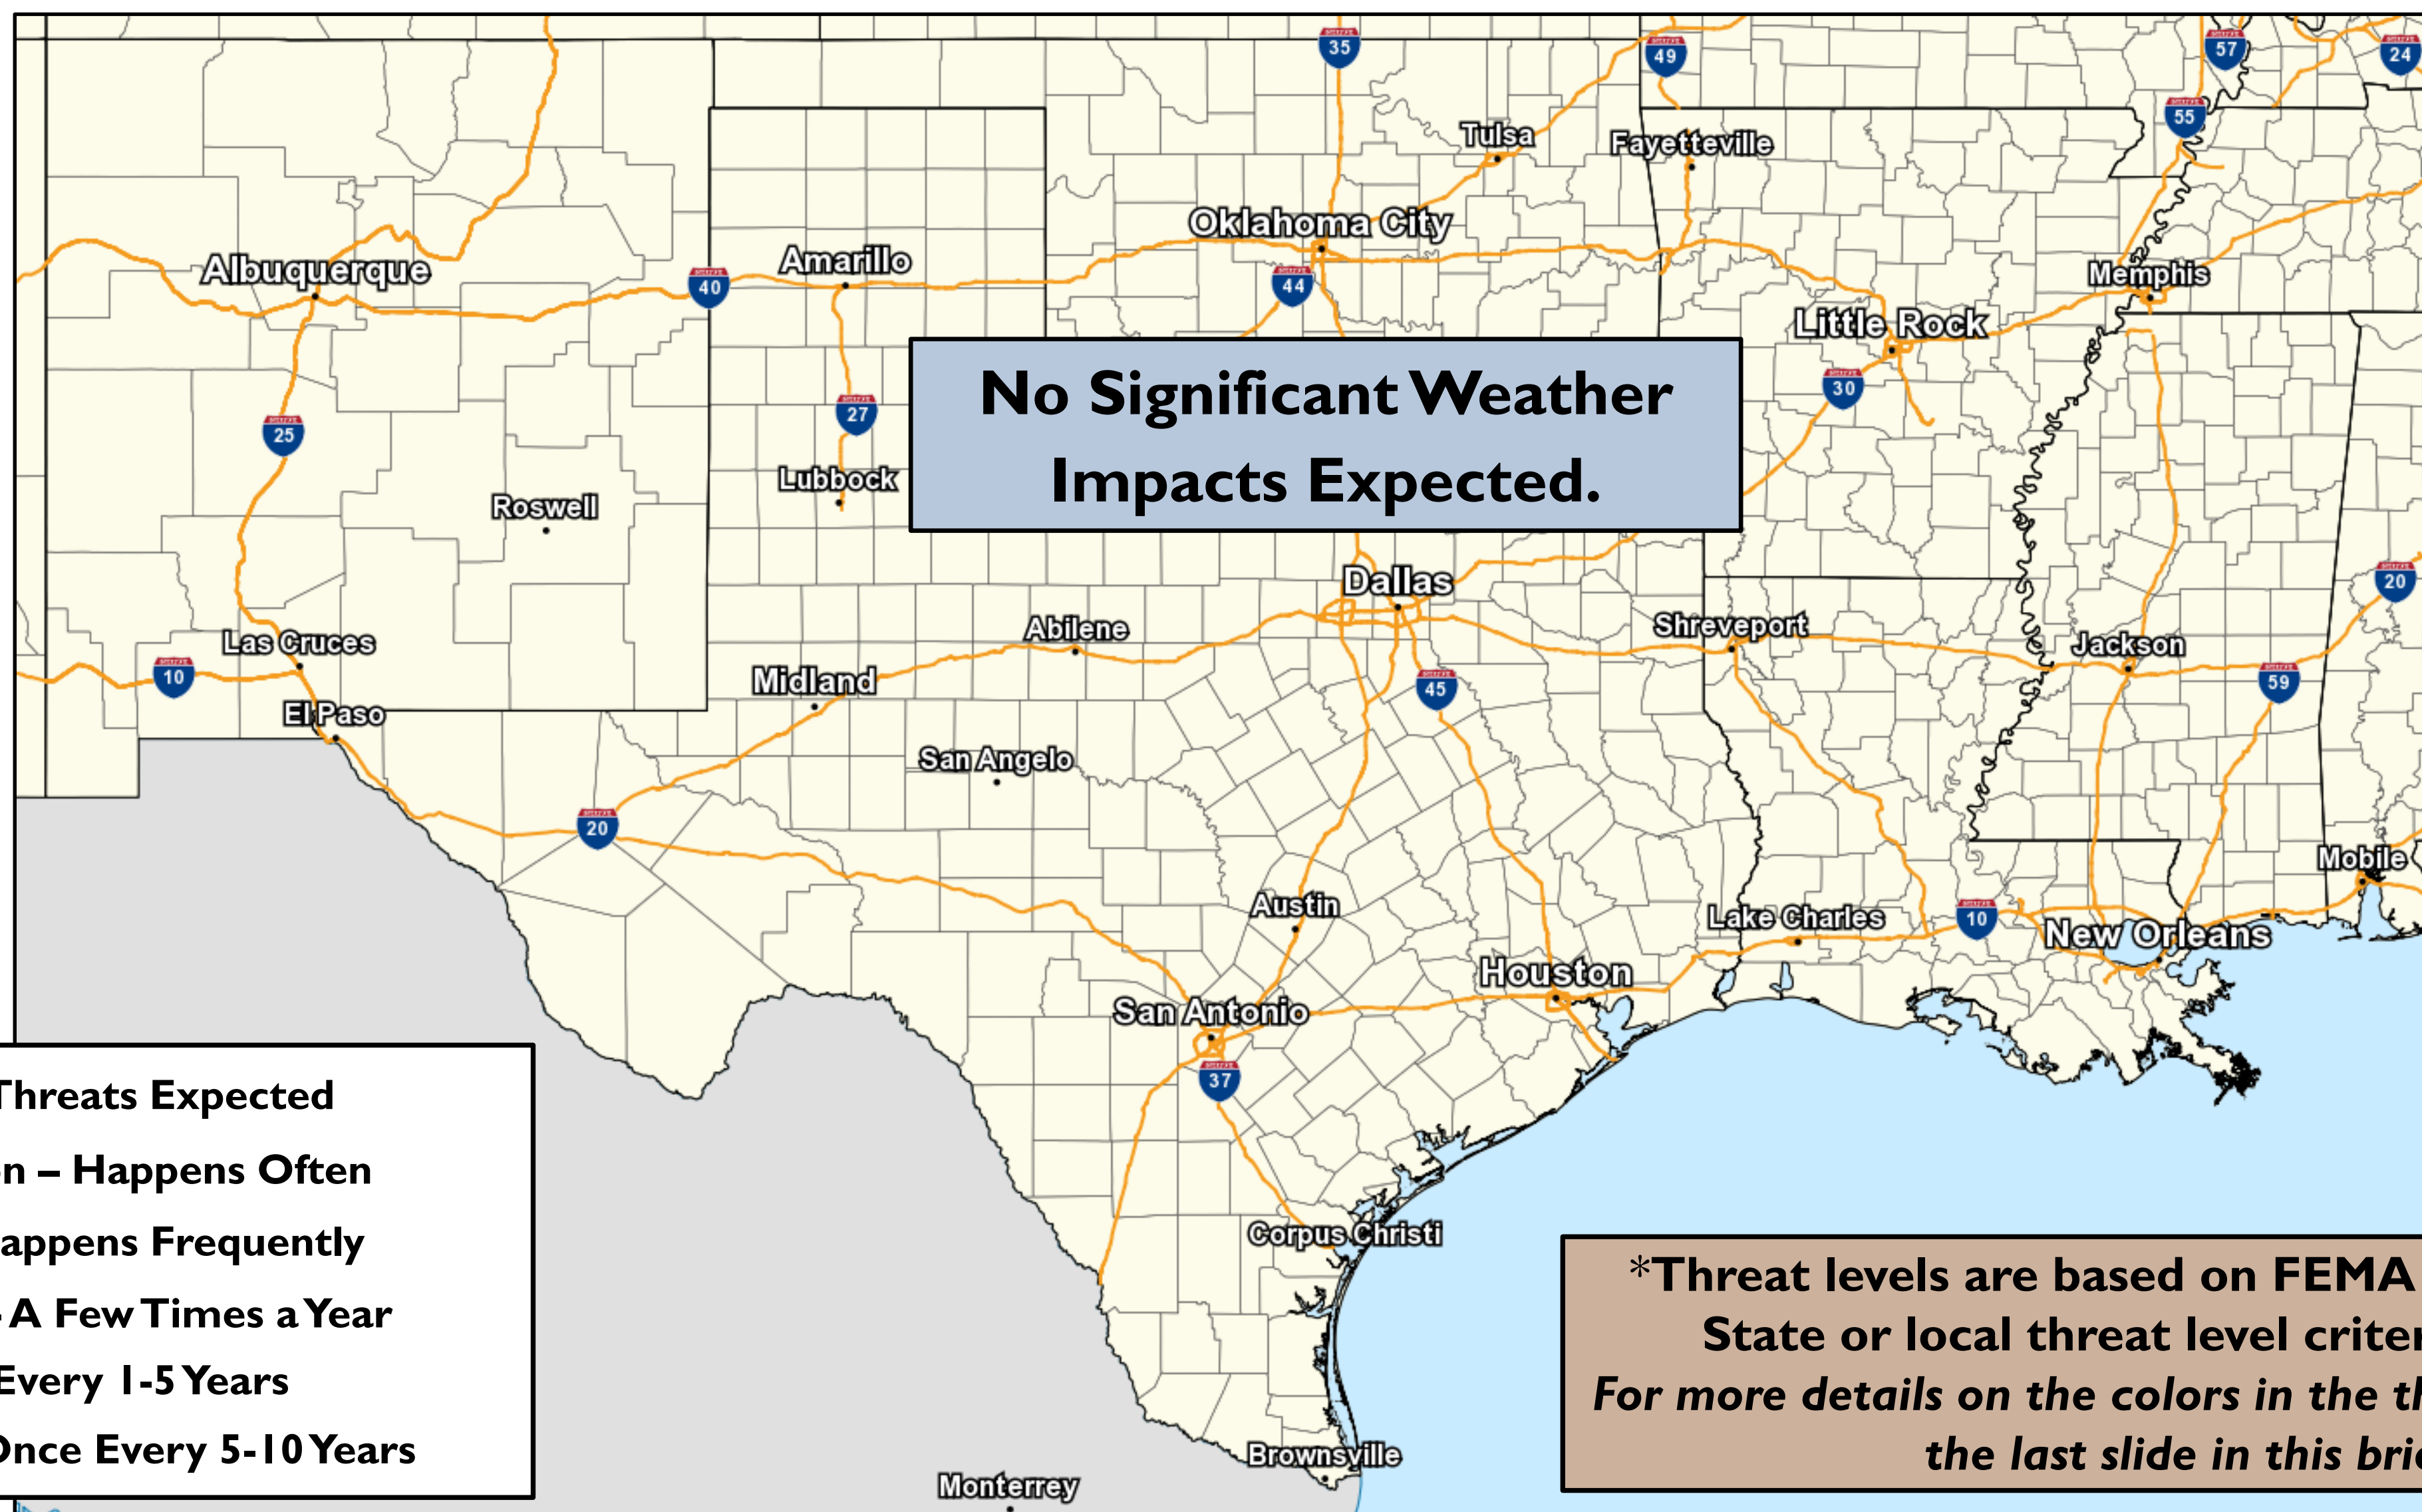 35
49
57
24
55
Tulsa
Fayetteville
Oklahoma City
Albuquerque
Amarillo
40
44
Memphis
Little Rock
30
No Significant Weather
Impacts Expected.
27
25
Lubbock
Roswell
Dallas
20
Abilene
Shreveport
Las Cruces
Jackson
10
Midland
45
59
El Paso
San Angelo
20
Mobile
Austin
Lake Charles
10
New Orleans
Houston
San Antonio
37
Corpus Christi
Brownsville
Monterrey
Threats Expected
n – Happens Often
appens Frequently
- A Few Times a Year
Every 1-5 Years
Once Every 5-10 Years
*Threat levels are based on FEMA
State or local threat level criter
For more details on the colors in the th
the last slide in this brie